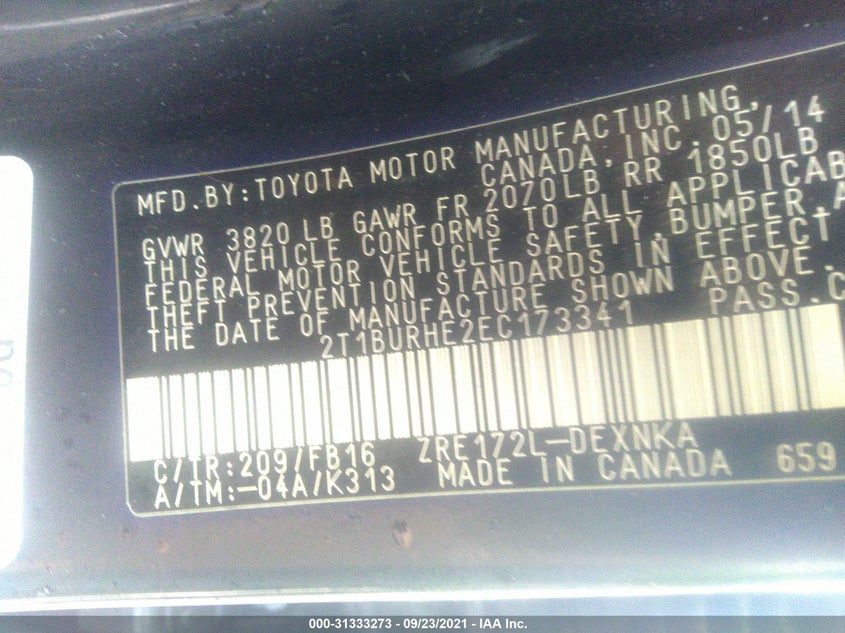 MFD.BY:TOYOTA MOTOR MANUFACTURING,
CANADA,INC. 05/14
GVWR 3820 LB GAWR FR 2070LB RR 1850LB
THIS VEHICLE CONFORMS TO ALL APPLICAB
FEDERAL MOTOR VEHICLE SAFETY,BUMPER,A
THEFT PREVENTION STANDARDS IN EFFECT
THE DATE OF MANUFACTURE SHOWN ABOVE.
2T1BURHE2EC173341 PASS.C
C/TR:209/FB16 ZRE172L-DEXNKA
A/TM:-04A/K313 MADE IN CANADA 659
000-31333273 - 09/23/2021 - IAA Inc.